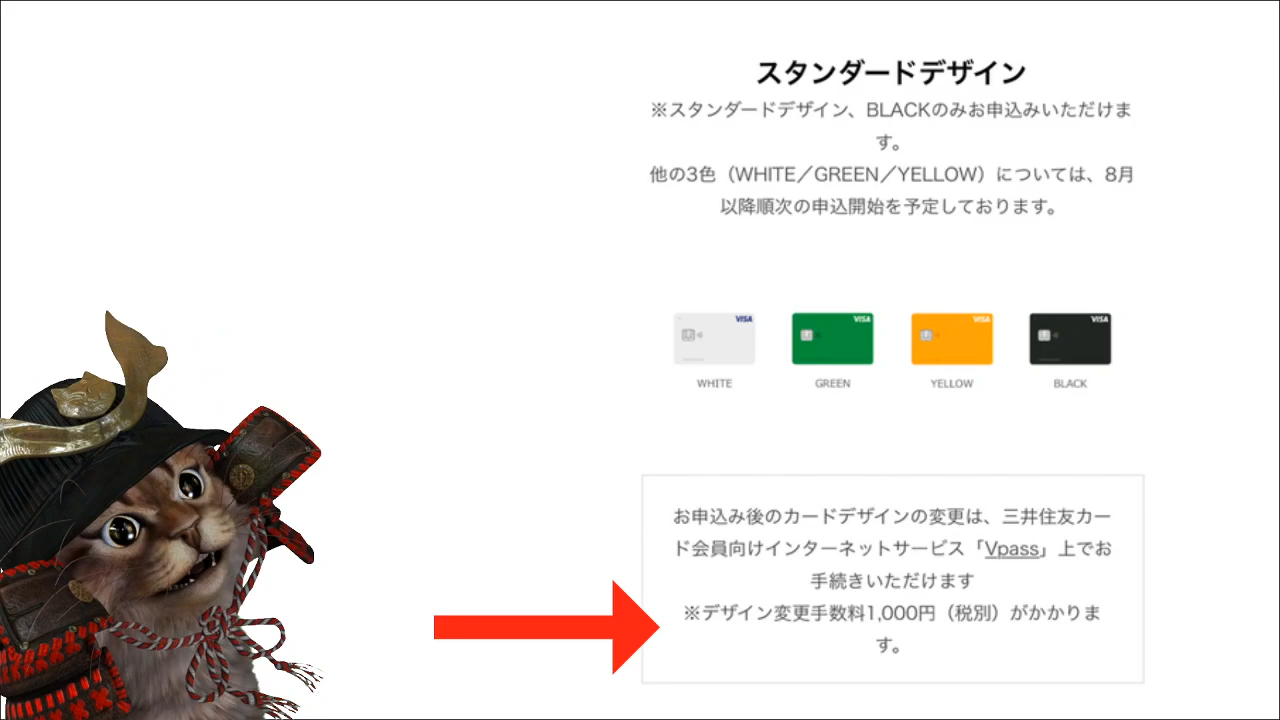 スタンダードデザイン
※スタンダードデザイン、BLACKのみお申込みいただけま
す。
他の3色（WHITE／GREEN／YELLOW）については、8月
以降順次の申込開始を予定しております。
VISA VISA VISA VISA
WHITE GREEN YELLOW BLACK
お申込み後のカードデザインの変更は、三井住友カー
ド会員向けインターネットサービス「Vpass」上でお
手続きいただけます
※デザイン変更手数料1,000円（税別）がかかりま
す。